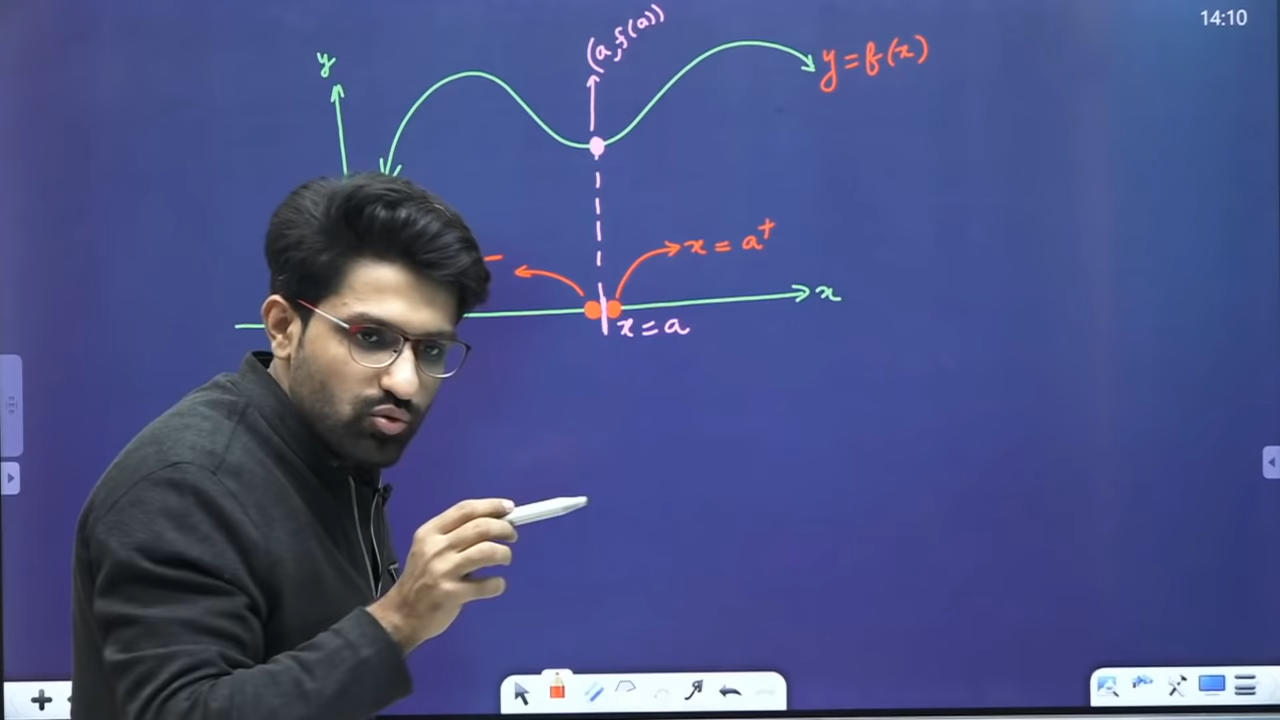 14:10
(a, f(a))
y = f(x)
y
x = a⁺
x
x = a